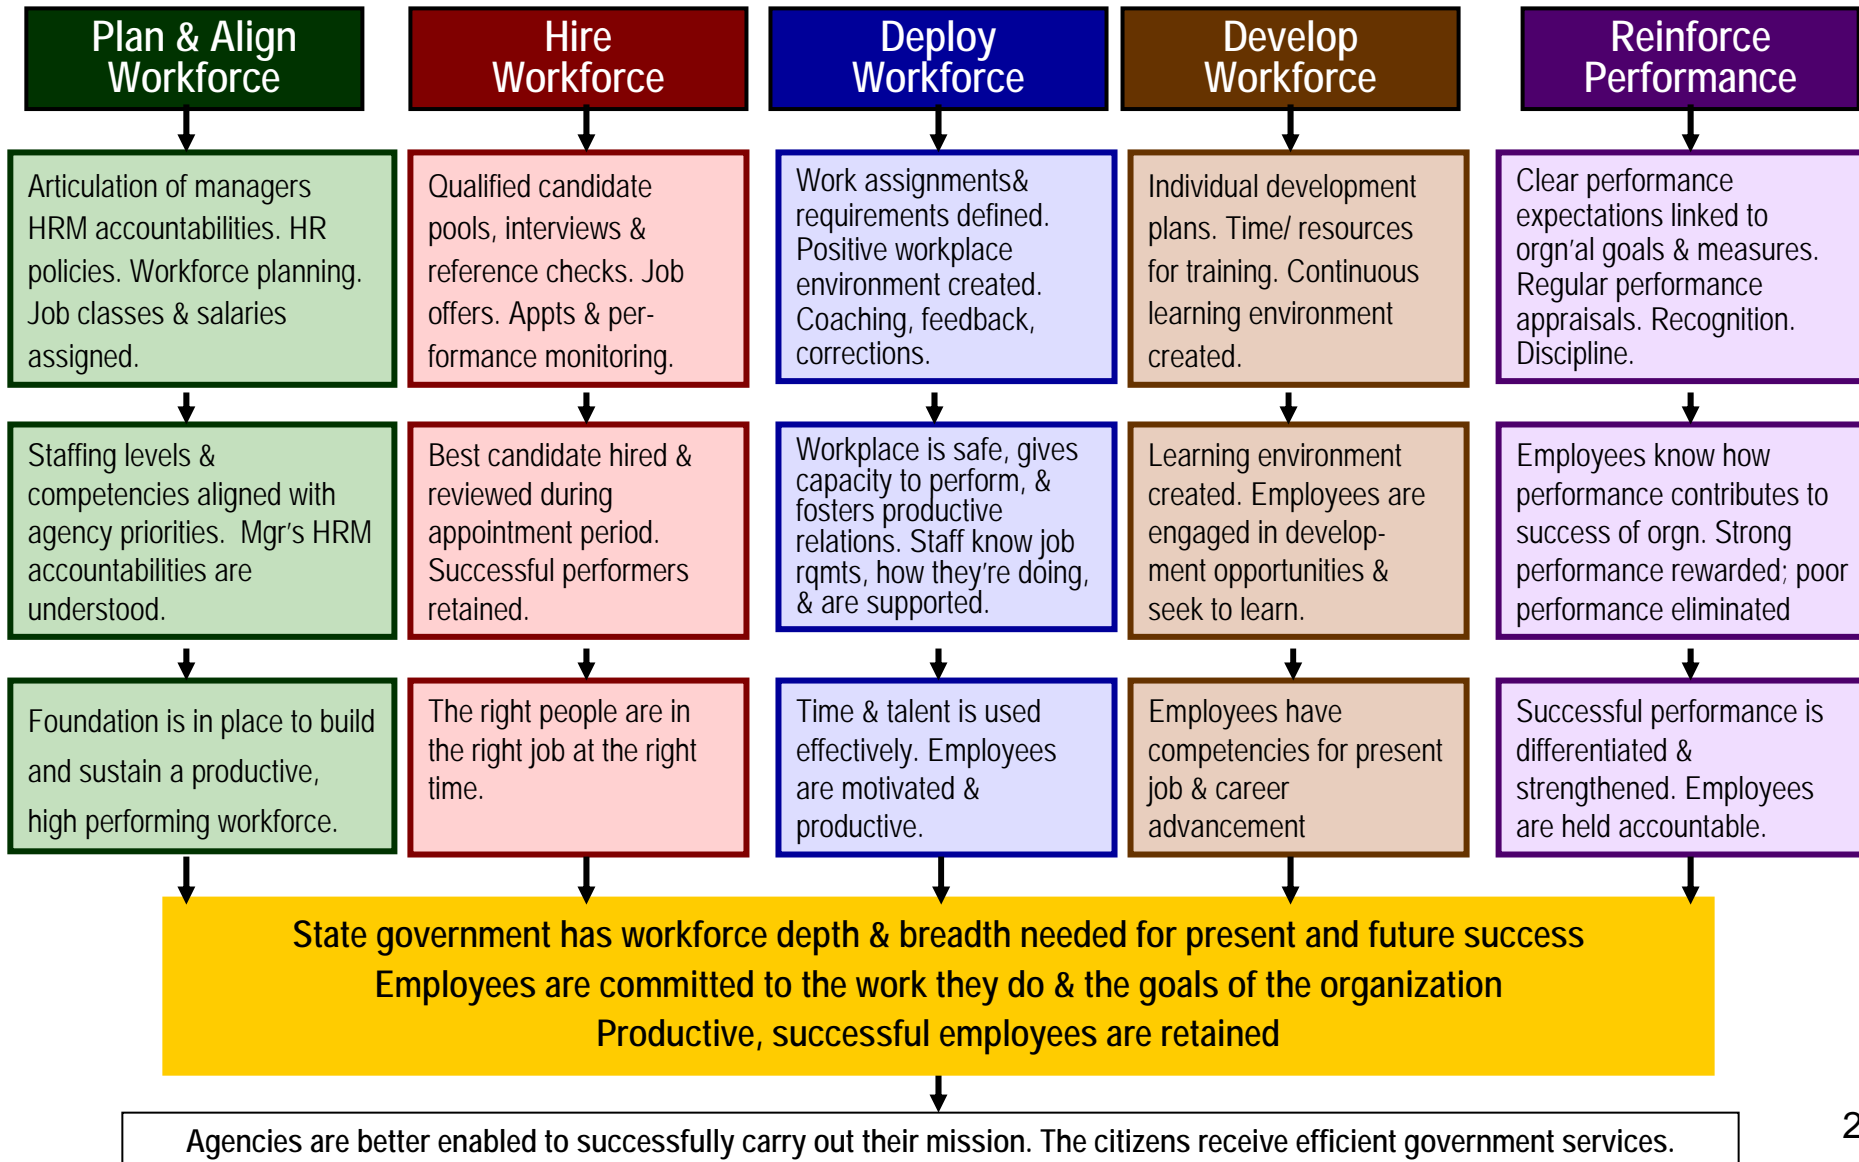 Plan & Align
Workforce
Hire
Workforce
Deploy
Workforce
Develop
Workforce
Reinforce
Performance
Articulation of managers
HRM accountabilities. HR
policies. Workforce planning.
Job classes & salaries
assigned.
Qualified candidate
pools, interviews &
reference checks. Job
offers. Appts & per-
formance monitoring.
Work assignments&
requirements defined.
Positive workplace
environment created.
Coaching, feedback,
corrections.
Individual development
plans. Time/ resources
for training. Continuous
learning environment
created.
Clear performance
expectations linked to
orgn'al goals & measures.
Regular performance
appraisals. Recognition.
Discipline.
Staffing levels &
competencies aligned with
agency priorities.  Mgr's HRM
accountabilities are
understood.
Best candidate hired &
reviewed during
appointment period.
Successful performers
retained.
Workplace is safe, gives
capacity to perform, &
fosters productive
relations. Staff know job
rqmts, how they're doing,
& are supported.
Learning environment
created. Employees are
engaged in develop-
ment opportunities &
seek to learn.
Employees know how
performance contributes to
success of orgn. Strong
performance rewarded; poor
performance eliminated
Foundation is in place to build
and sustain a productive,
high performing workforce.
The right people are in
the right job at the right
time.
Time & talent is used
effectively. Employees
are motivated &
productive.
Employees have
competencies for present
job & career
advancement
Successful performance is
differentiated &
strengthened. Employees
are held accountable.
State government has workforce depth & breadth needed for present and future success
Employees are committed to the work they do & the goals of the organization
Productive, successful employees are retained
Agencies are better enabled to successfully carry out their mission. The citizens receive efficient government services.
2